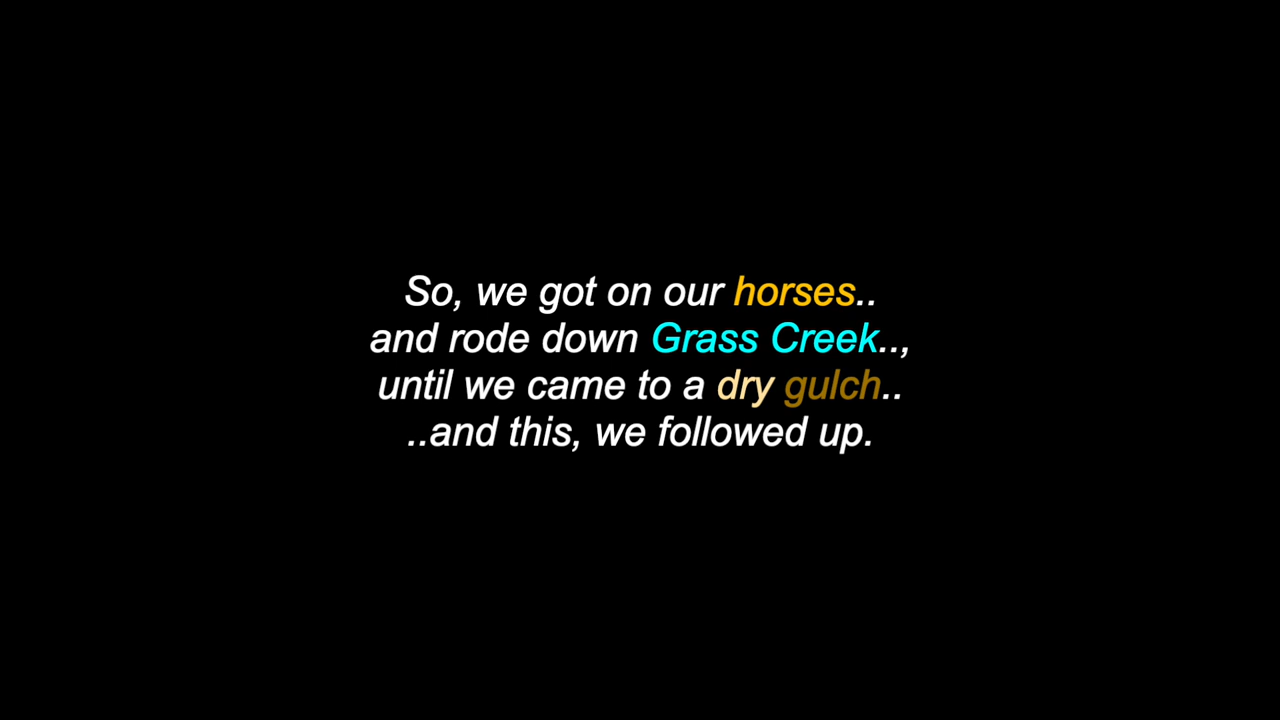 So, we got on our horses..
and rode down Grass Creek..,
until we came to a dry gulch..
..and this, we followed up.